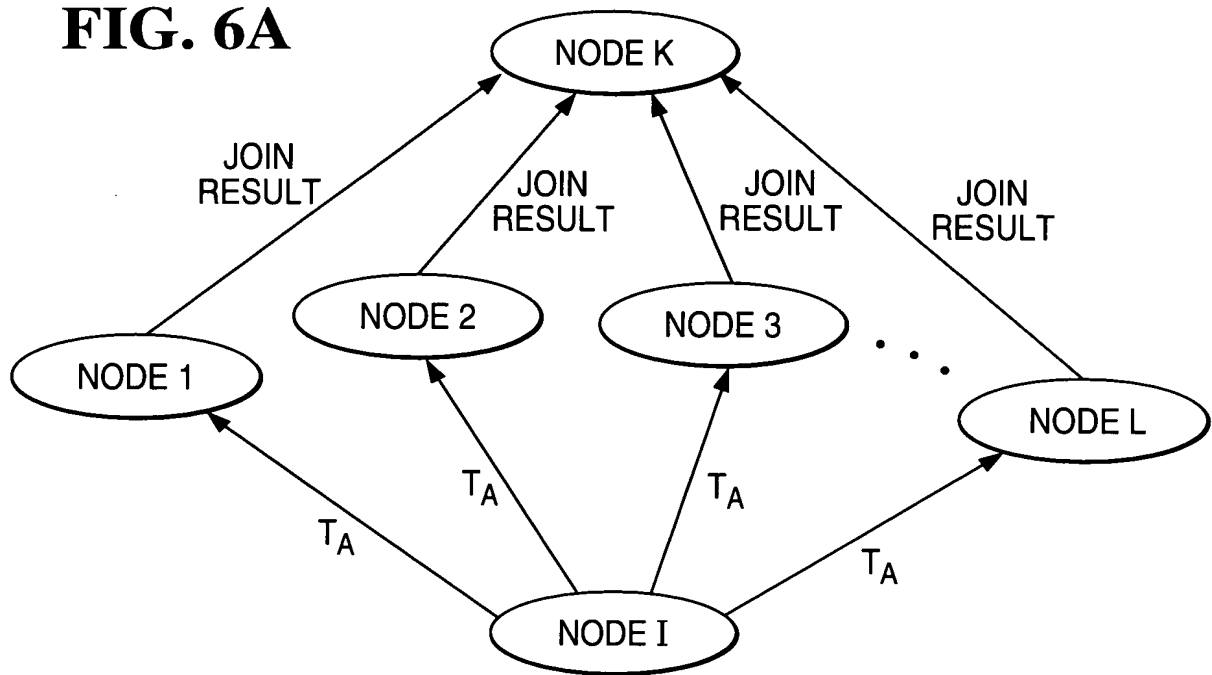 FIG. 6A
NODE K
JOIN
RESULT
JOIN
RESULT
JOIN
RESULT
JOIN
RESULT
NODE 1
NODE 2
NODE 3
NODE L
TA
TA
TA
TA
NODE I